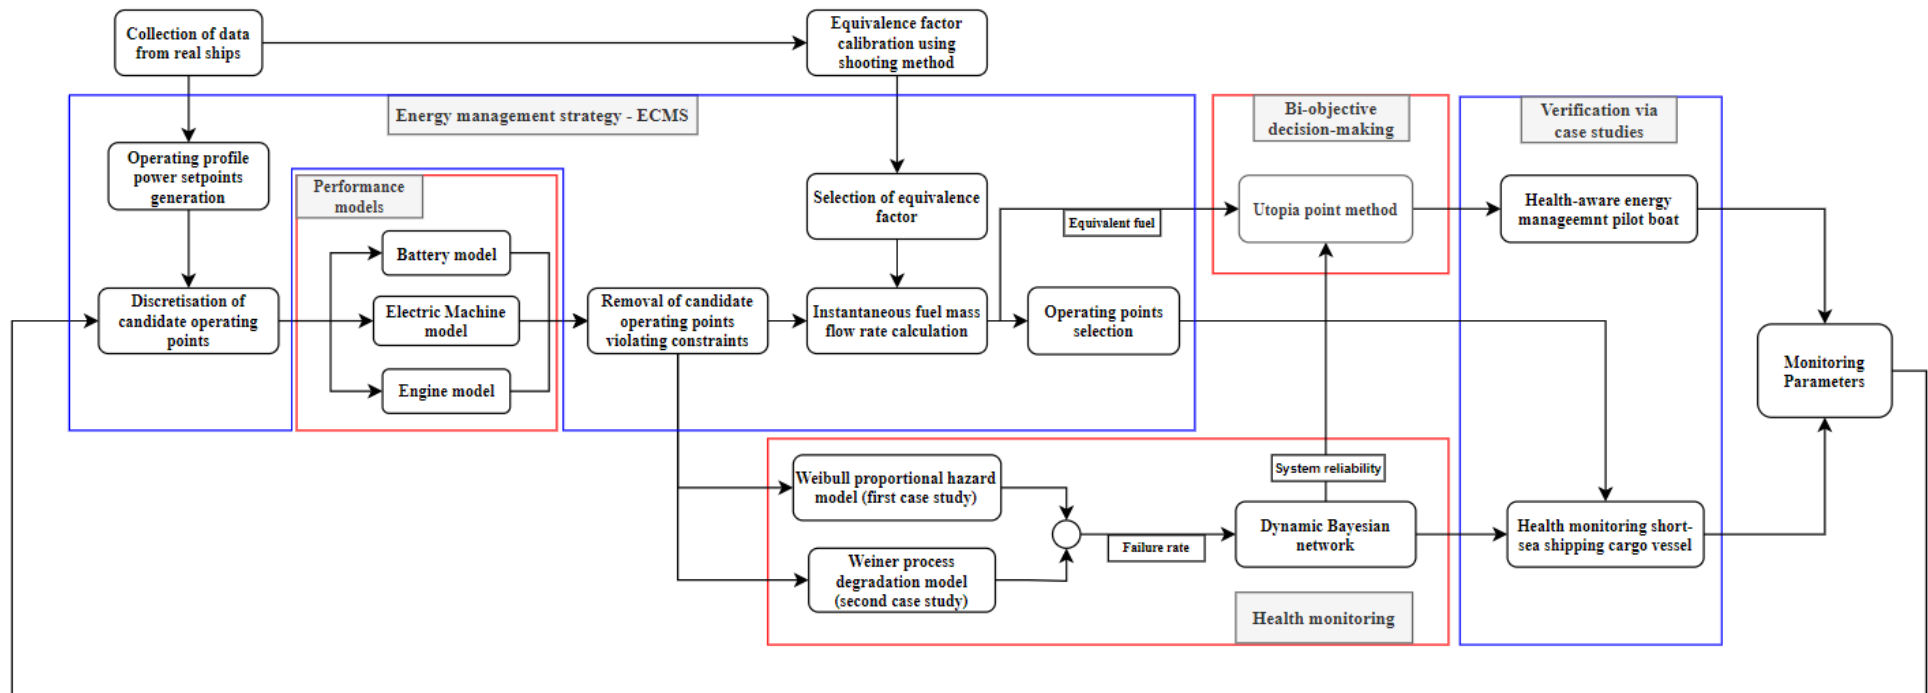 Collection of data
from real ships
Equivalence factor
calibration using
shooting method
Energy management strategy - ECMS
Bi-objective
decision-making
Verification via
case studies
Operating profile
power setpoints
generation
Performance
models
Selection of equivalence
factor
Equivalent fuel
Utopia point method
Health-aware energy
manageemnt pilot boat
Battery model
Discretisation of
candidate operating
points
Electric Machine
model
Engine model
Removal of candidate
operating points
violating constraints
Instantaneous fuel mass
flow rate calculation
Operating points
selection
Monitoring
Parameters
Weibull proportional hazard
model (first case study)
System reliability
Weiner process
degradation model
(second case study)
Failure rate
Dynamic Bayesian
network
Health monitoring short-
sea shipping cargo vessel
Health monitoring